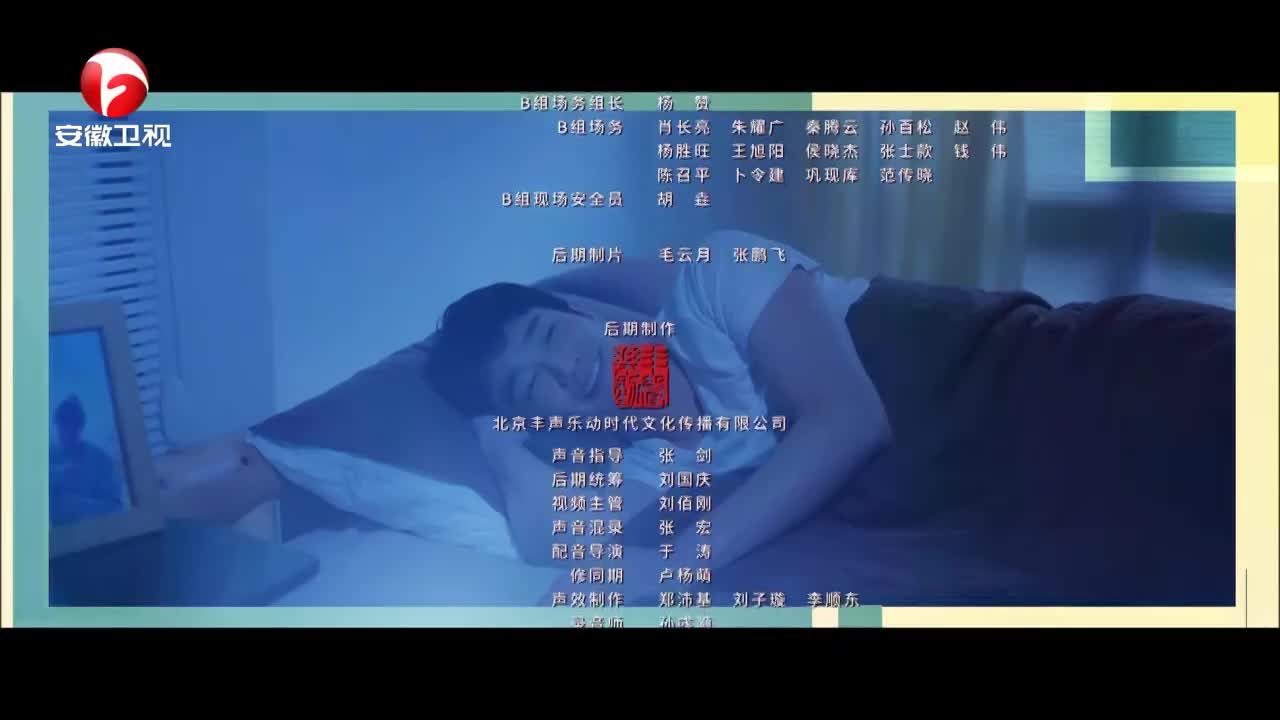 安徽卫视
B组场务组长 杨 赞
B组场务 肖长亮 朱耀广 秦腾云 孙百松 赵 伟
杨胜旺 王旭阳 侯晓杰 张士款 钱 伟
陈召平 卜令建 巩现库 范传晓
B组现场安全员 胡 垚
后期制片 毛云月 张鹏飞
后期制作
北京丰声乐动时代文化传播有限公司
声音指导 张 剑
后期统筹 刘国庆
视频主管 刘佰刚
声音混录 张 宏
配音导演 于 涛
修同期 卢杨萌
声效制作 郑沛基 刘子璇 李顺东
录音师